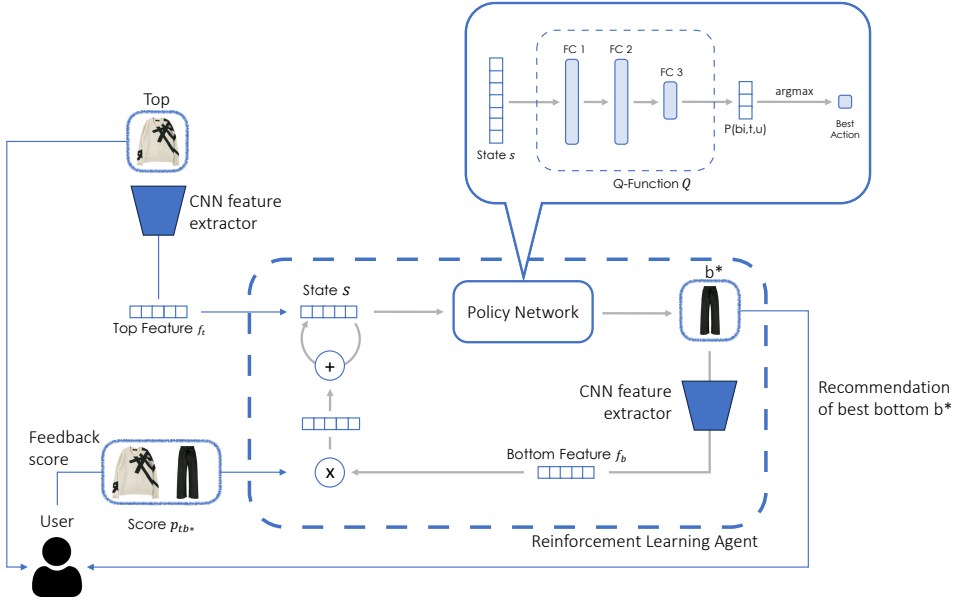 FC 1
FC 2
FC 3
argmax
State s
P(bi,t,u)
Best
Action
Q-Function Q
Top
CNN feature
extractor
State s
Policy Network
b*
Top Feature f_t
+
CNN feature
extractor
Recommendation
of best bottom b*
Feedback
score
Bottom Feature f_b
x
User
Score p_tb*
Reinforcement Learning Agent